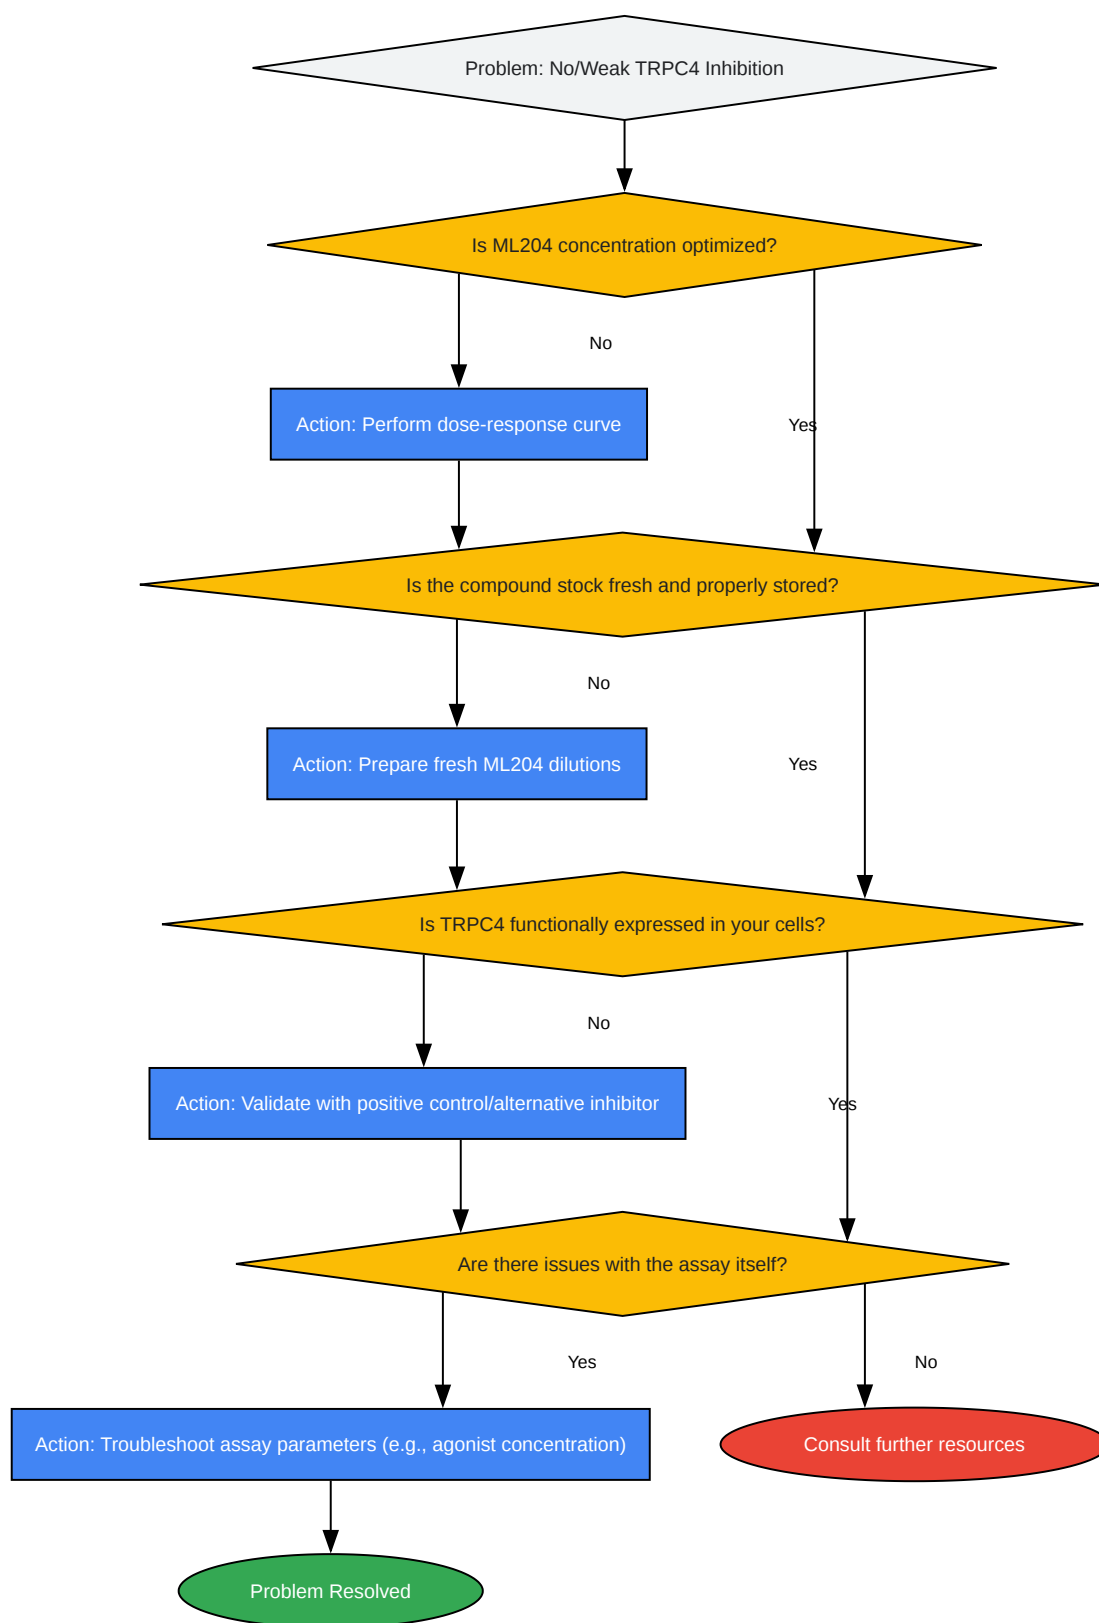 Problem: No/Weak TRPC4 Inhibition
Is ML204 concentration optimized?
No
Action: Perform dose-response curve
Yes
Is the compound stock fresh and properly stored?
No
Action: Prepare fresh ML204 dilutions
Yes
Is TRPC4 functionally expressed in your cells?
No
Action: Validate with positive control/alternative inhibitor
Yes
Are there issues with the assay itself?
Yes
No
Action: Troubleshoot assay parameters (e.g., agonist concentration)
Consult further resources
Problem Resolved